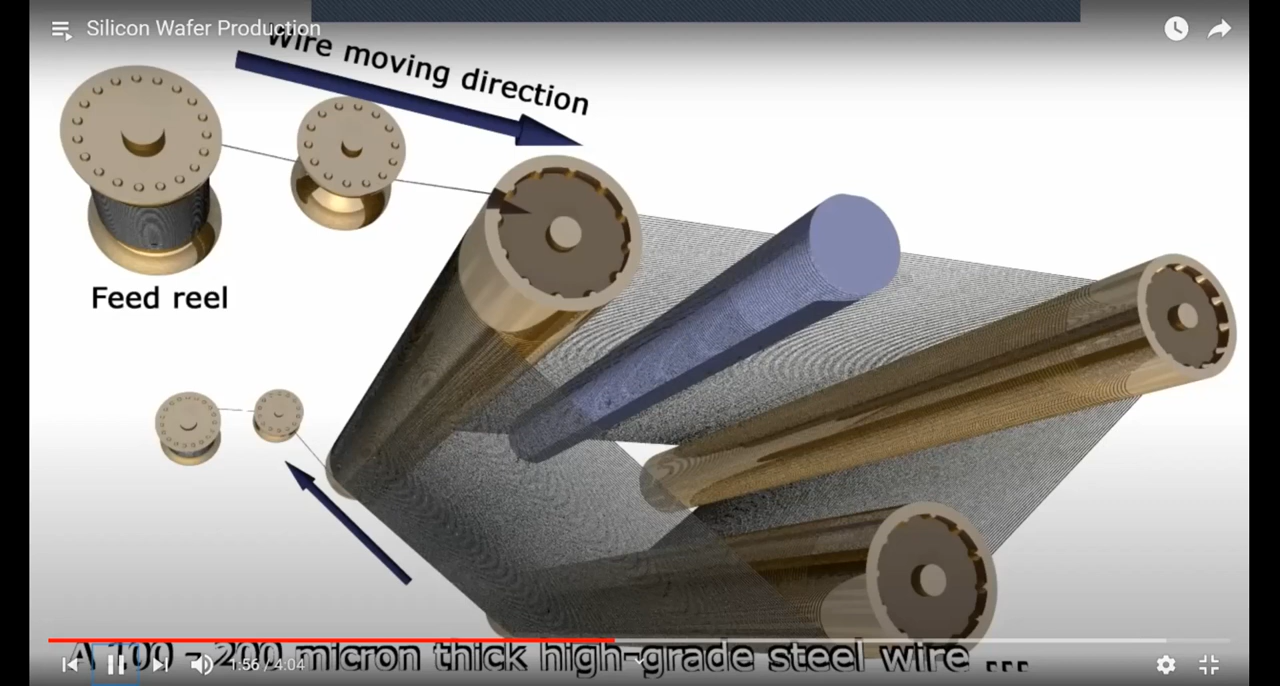 Silicon Wafer Production
Wire moving direction
Feed reel
A 100 - 200 micron thick high-grade steel wire ...
1:56 / 4:04